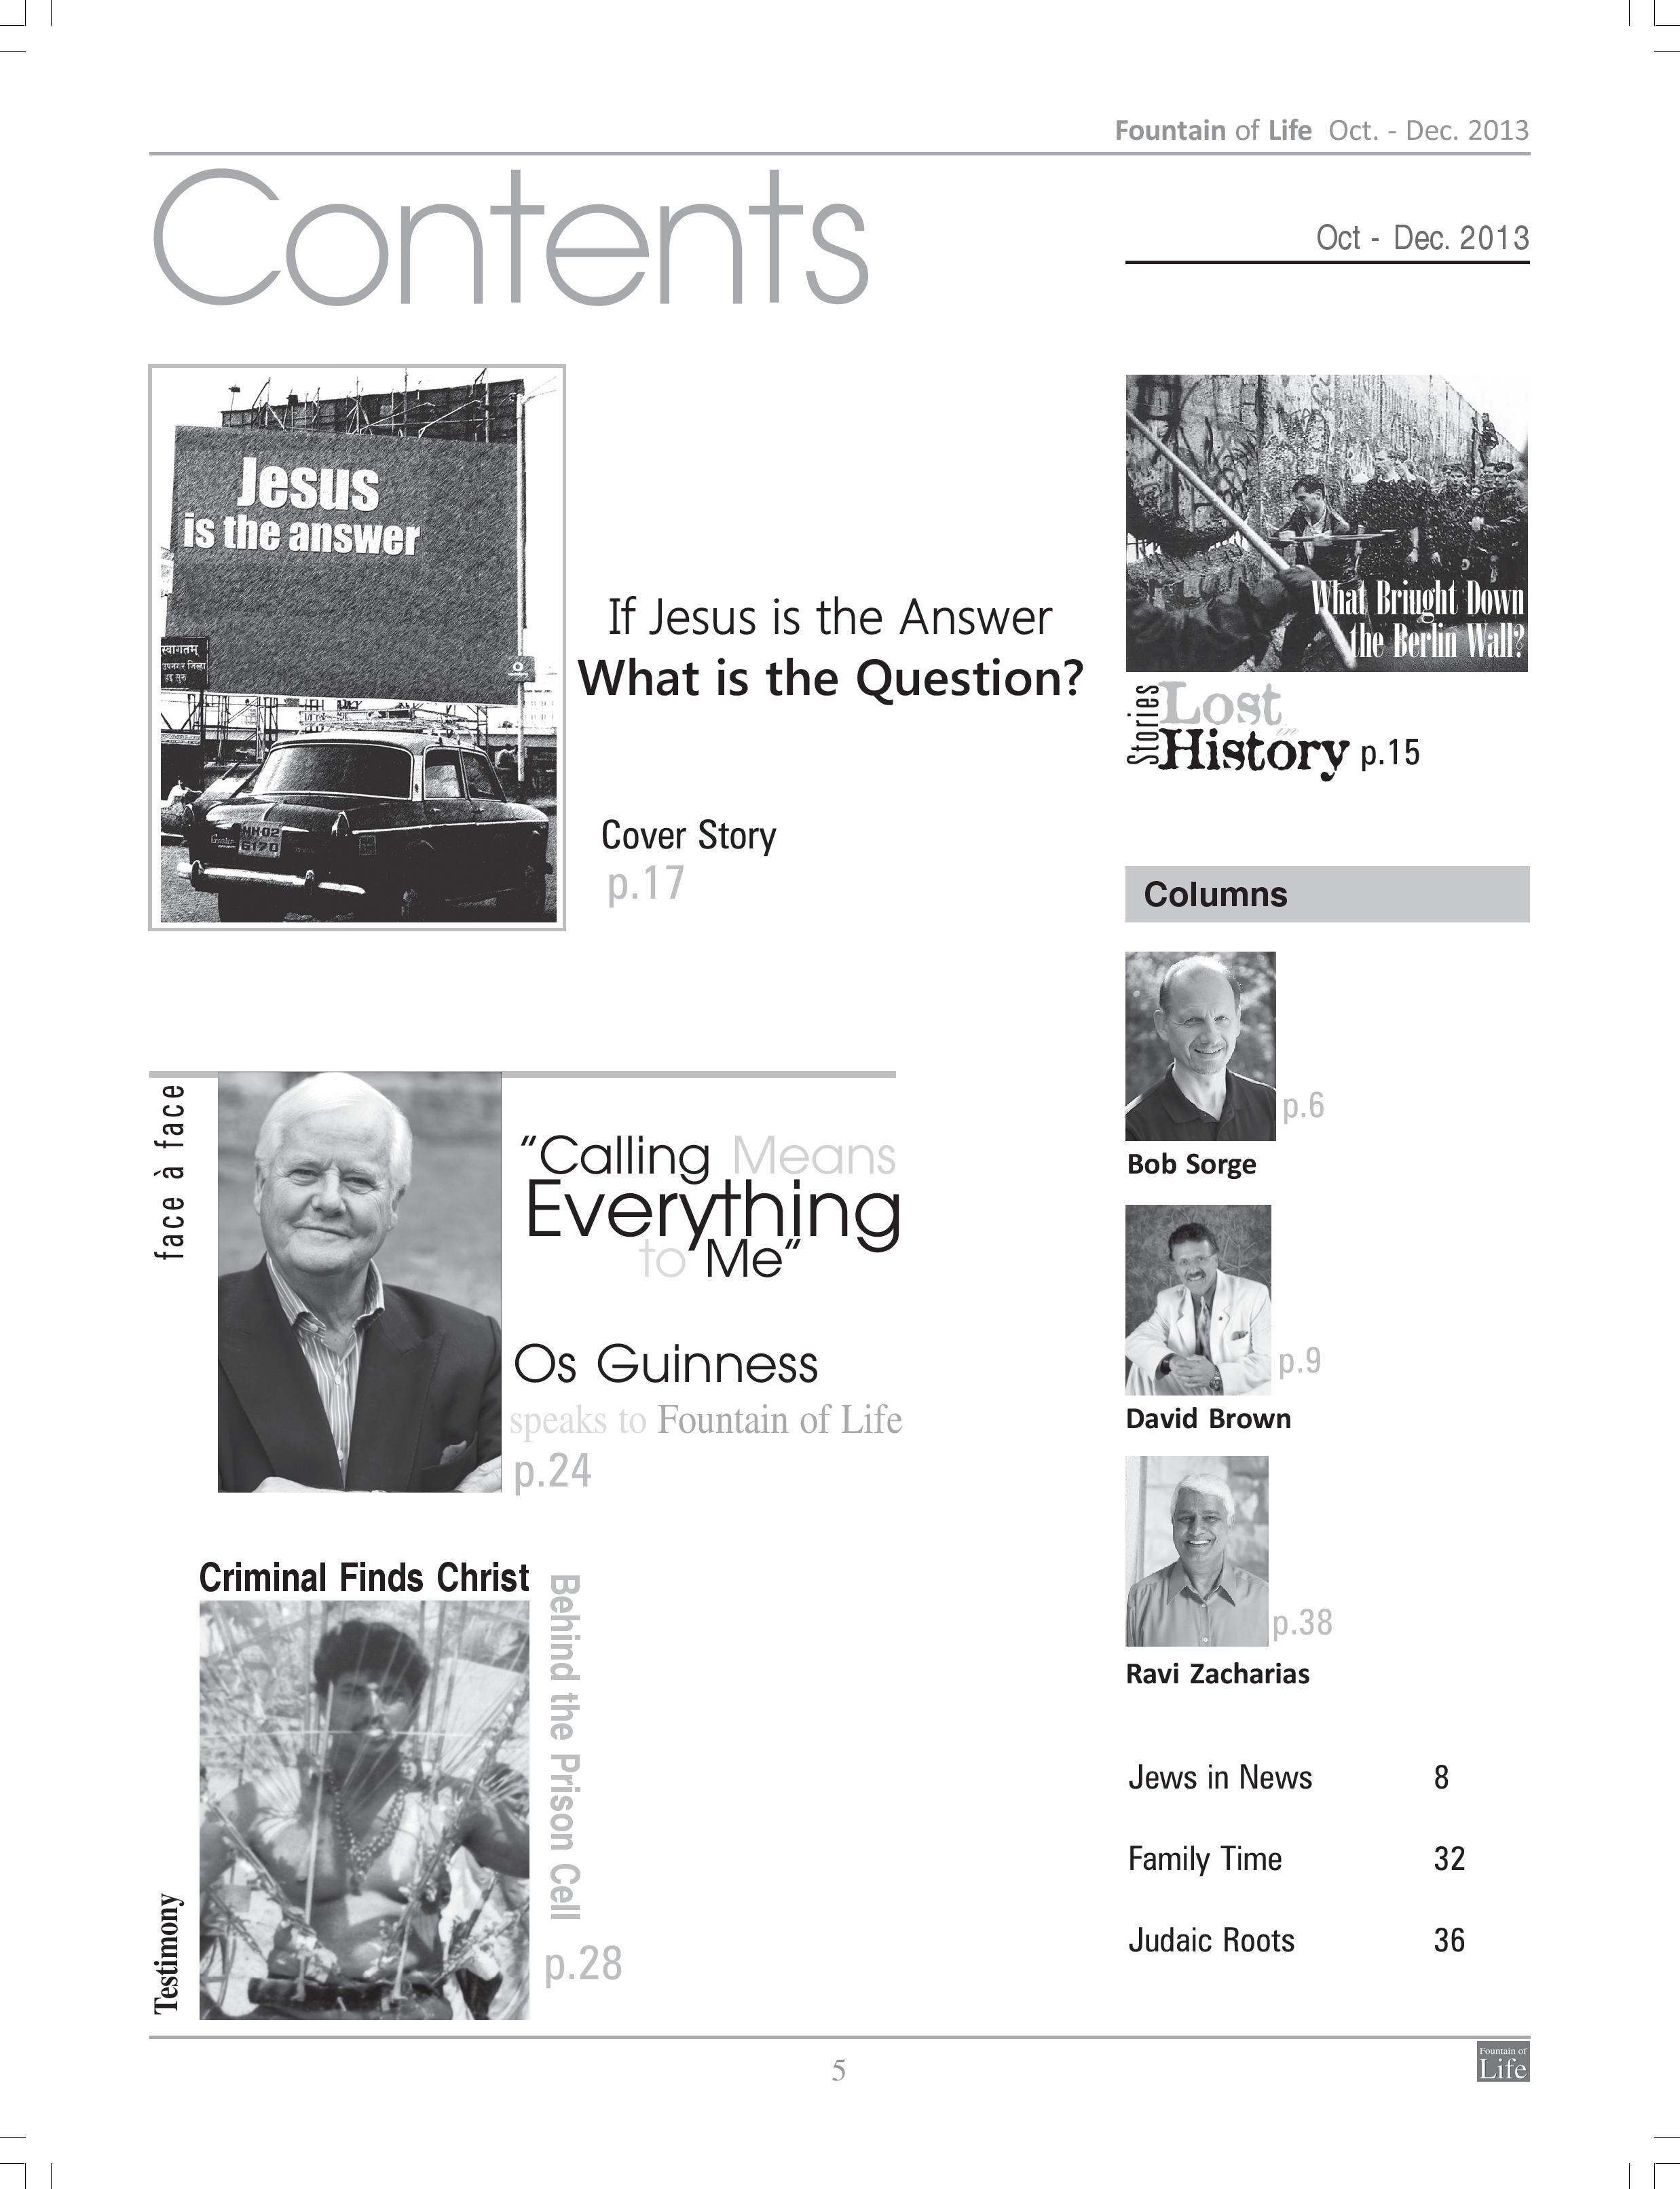 Fountain of Life Oct. - Dec. 2013
Contents
Oct - Dec. 2013
Jesus
is the answer
स्वागतम्
उपनगर जिल्हा
MH-02
6170
If Jesus is the Answer
What is the Question?
Cover Story
p.17
What Briught Down
the Berlin Wall?
Stories
Lost
in
History p.15
Columns
p.6
Bob Sorge
p.9
David Brown
p.38
Ravi Zacharias
Jews in News 8
Family Time 32
Judaic Roots 36
face à face
"Calling Means
Everything
to Me"
Os Guinness
speaks to Fountain of Life
p.24
Criminal Finds Christ
Behind the Prison Cell
p.28
Testimony
5
Fountain of
Life